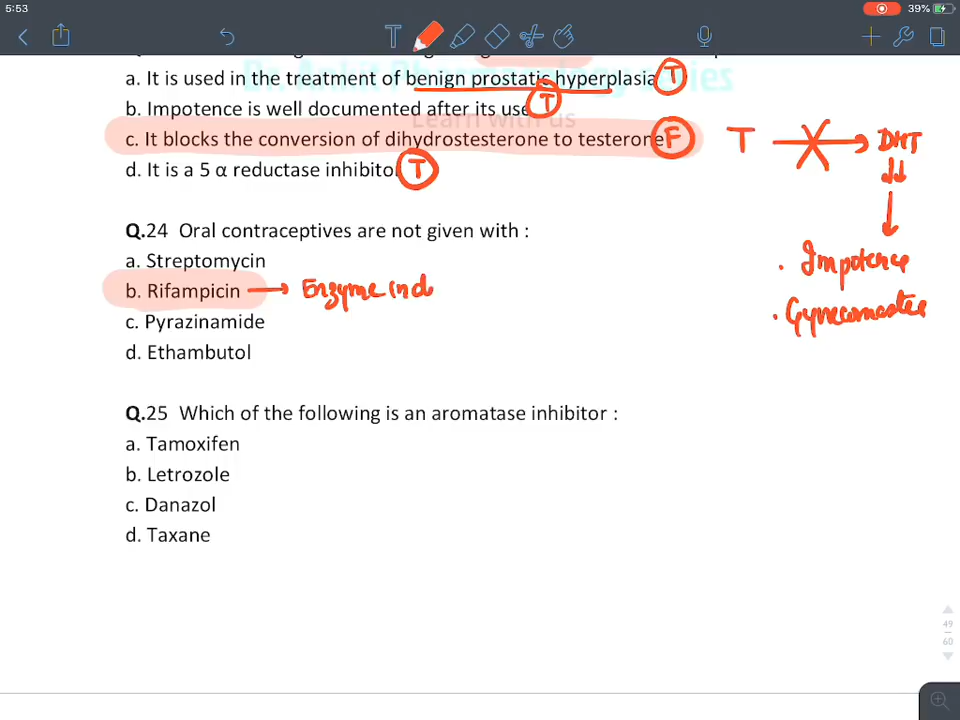 5:53
39%
a. It is used in the treatment of benign prostatic hyperplasia T
b. Impotence is well documented after its use T
Learn with us
c. It blocks the conversion of dihydrosterone to testerone F T DHT
d. It is a 5 α reductase inhibitor T
Q.24 Oral contraceptives are not given with :
a. Streptomycin
. Impotence
b. Rifampicin → Enzyme ind
. Gynecomastia
c. Pyrazinamide
d. Ethambutol
Q.25 Which of the following is an aromatase inhibitor :
a. Tamoxifen
b. Letrozole
c. Danazol
d. Taxane
49
60